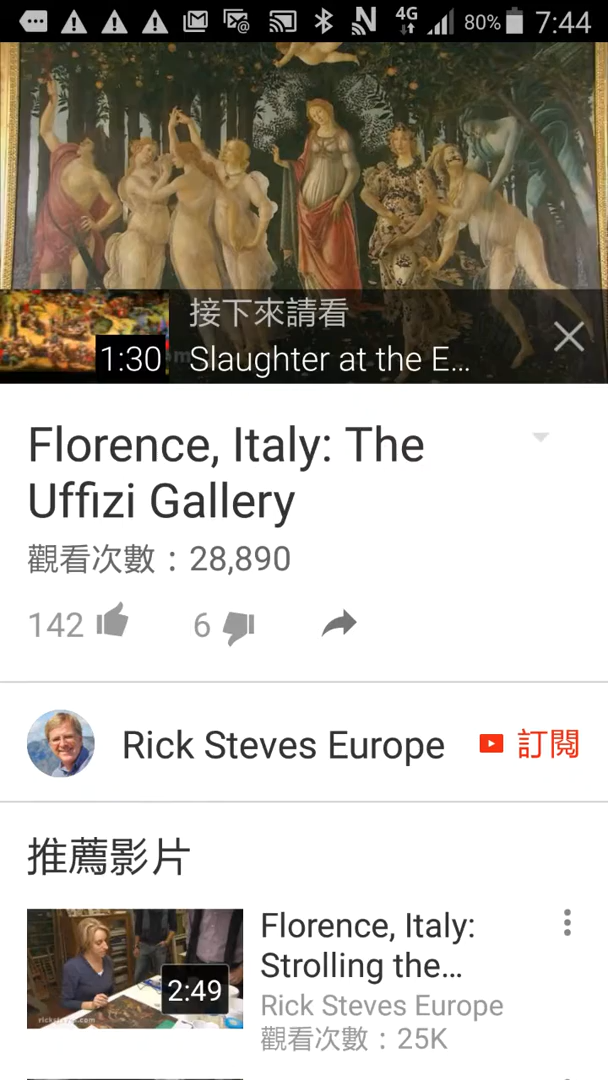 4G 80% 7:44
接下來請看
1:30 Slaughter at the E...
Florence, Italy: The
Uffizi Gallery
觀看次數：28,890
142 6
Rick Steves Europe 訂閱
推薦影片
Florence, Italy:
Strolling the...
2:49
Rick Steves Europe
觀看次數：25K